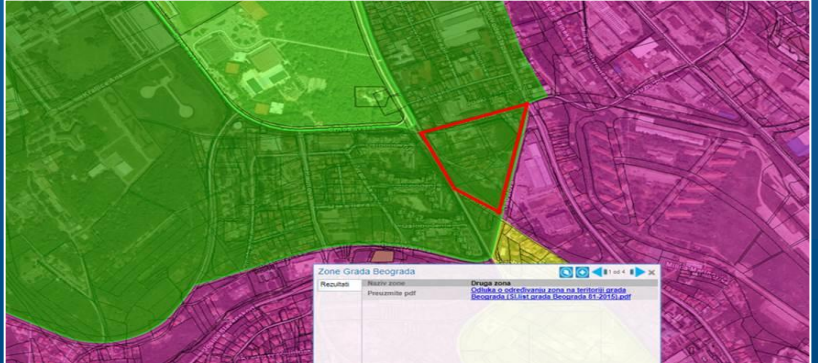 Zone Grada Beograda
1 od 4
Rezultati
Naziv zone Druga zona
Preuzmite pdf Odluka o određivanju zona na teritoriji grada
Beograda (Sl.list grada Beograda 81-2015).pdf